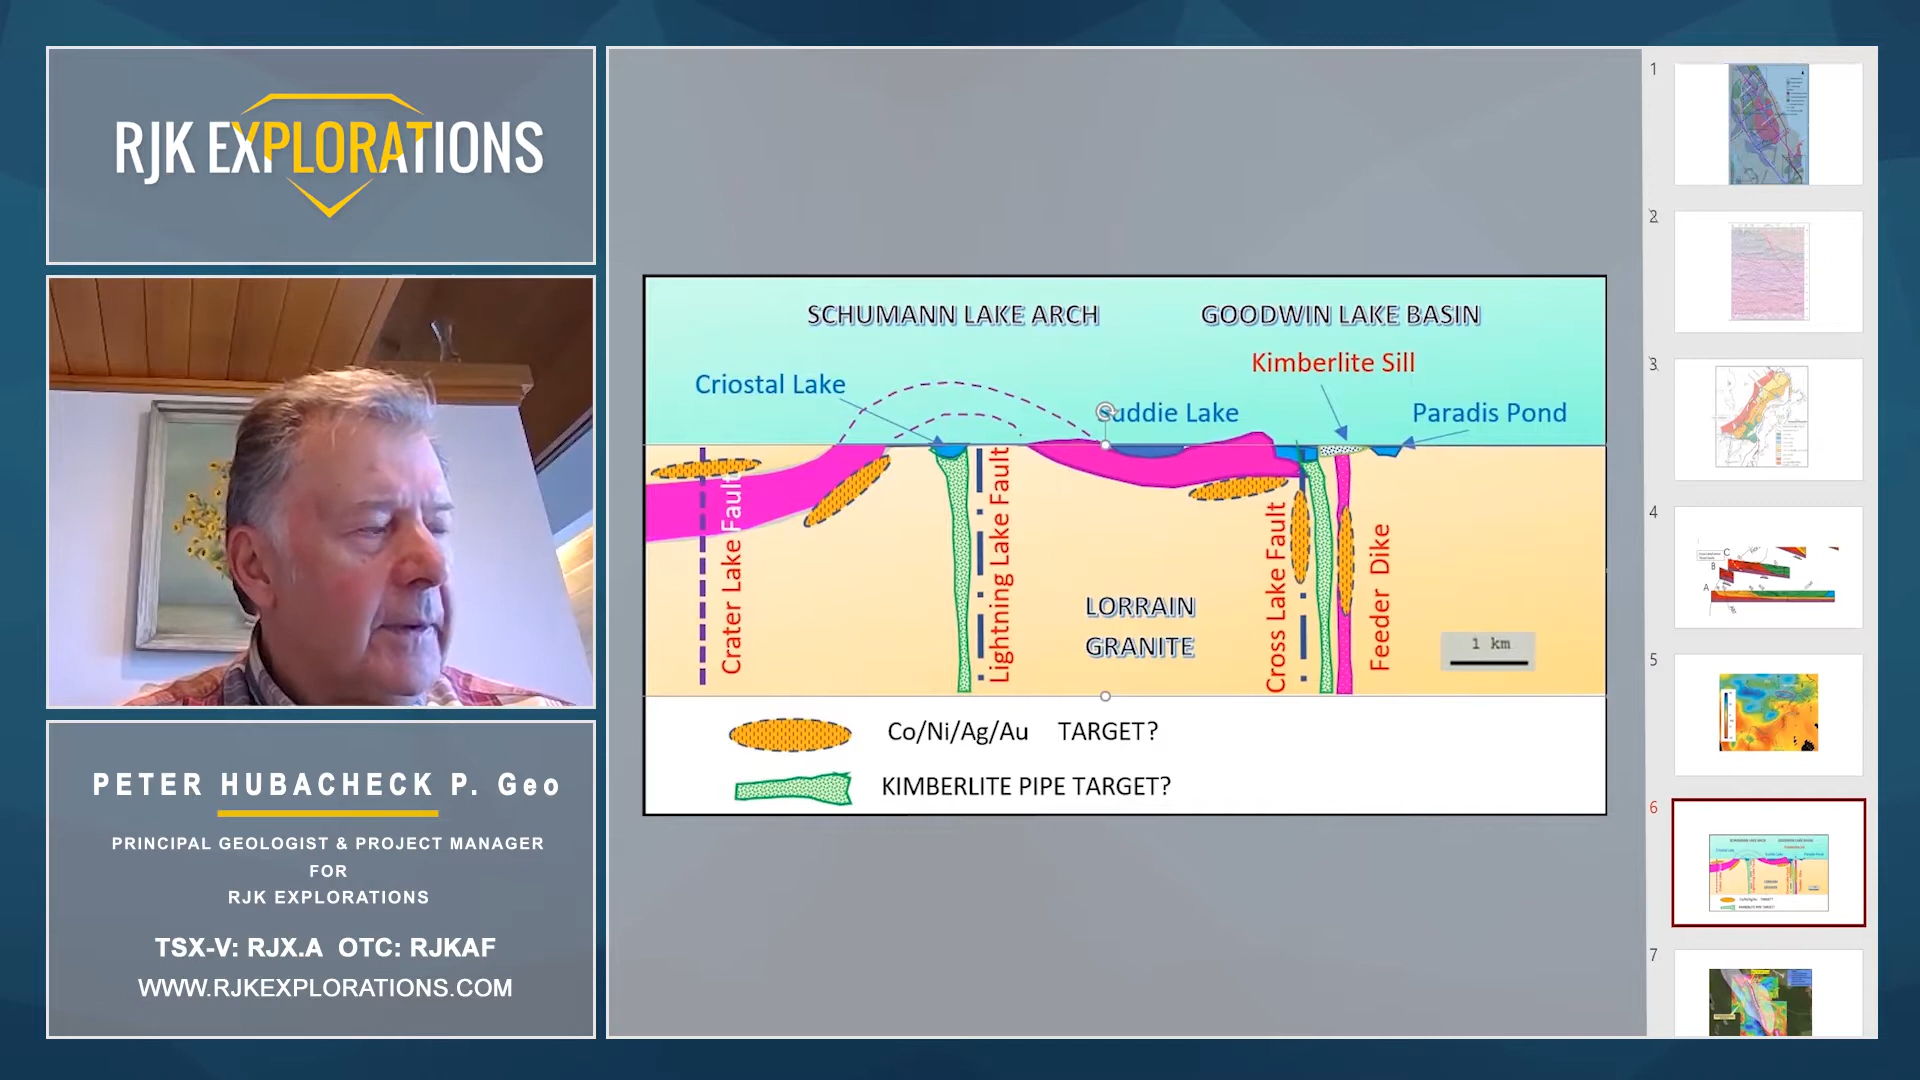 RJK EXPLORATIONS
PETER HUBACHECK P. Geo
PRINCIPAL GEOLOGIST & PROJECT MANAGER
FOR
RJK EXPLORATIONS
TSX-V: RJX.A OTC: RJKAF
WWW.RJKEXPLORATIONS.COM
SCHUMANN LAKE ARCH
GOODWIN LAKE BASIN
Kimberlite Sill
Criostal Lake
uddie Lake
Paradis Pond
Crater Lake Fault
Lightning Lake Fault
LORRAIN
GRANITE
Cross Lake Fault
Feeder Dike
1 km
Co/Ni/Ag/Au TARGET?
KIMBERLITE PIPE TARGET?
1
2
3
4
5
6
7